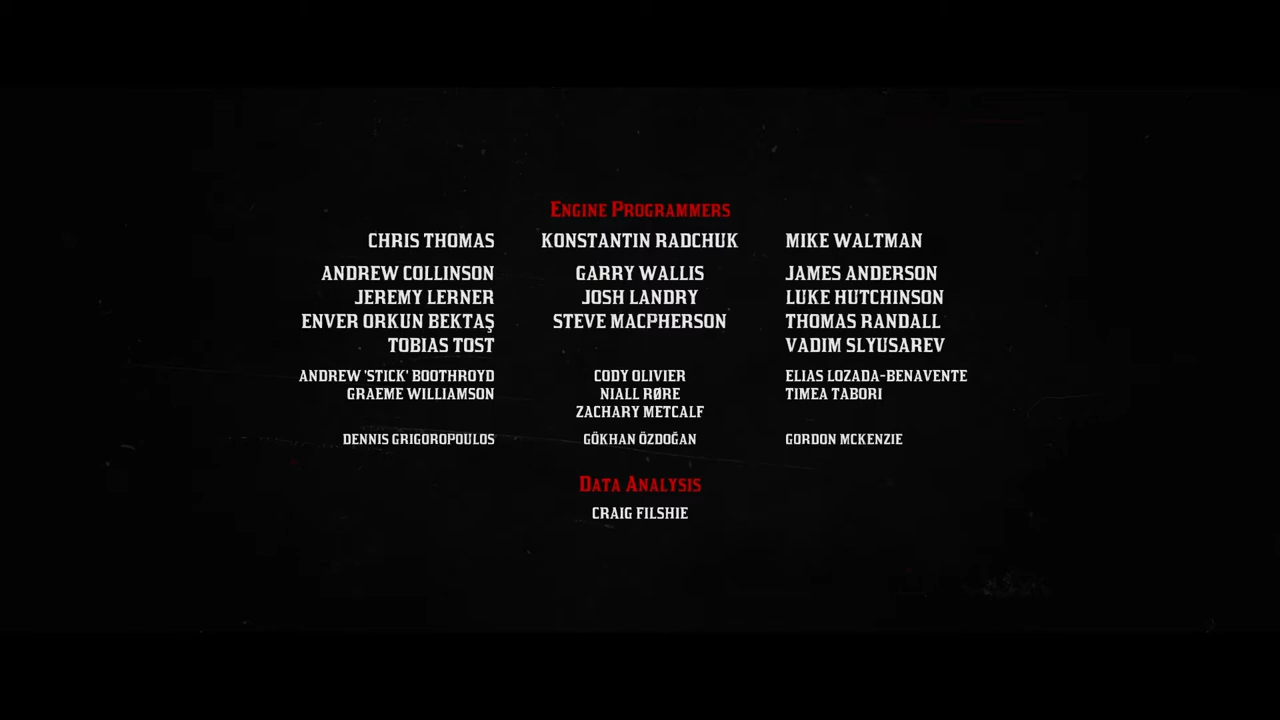 Engine Programmers
CHRIS THOMAS KONSTANTIN RADCHUK MIKE WALTMAN
ANDREW COLLINSON GARRY WALLIS JAMES ANDERSON
JEREMY LERNER JOSH LANDRY LUKE HUTCHINSON
ENVER ORKUN BEKTAŞ STEVE MACPHERSON THOMAS RANDALL
TOBIAS TOST VADIM SLYUSAREV
ANDREW 'STICK' BOOTHROYD CODY OLIVIER ELIAS LOZADA-BENAVENTE
GRAEME WILLIAMSON NIALL RØRE TIMEA TABORI
ZACHARY METCALF
DENNIS GRIGOROPOULOS GÖKHAN ÖZDOĞAN GORDON MCKENZIE
Data Analysis
CRAIG FILSHIE